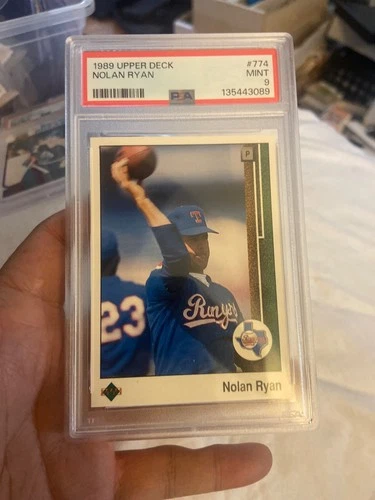 1989 UPPER DECK #774
NOLAN RYAN MINT
9
PSA 135443089
P
T
23
Rangers
Nolan Ryan